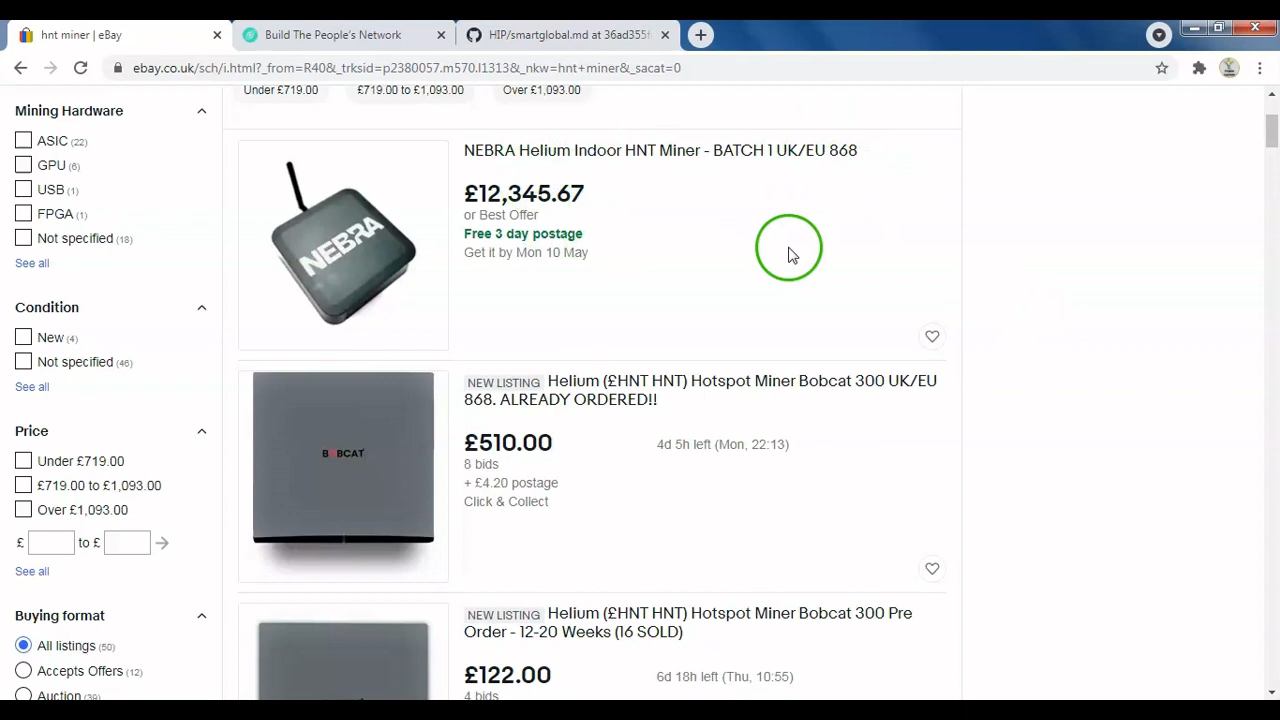 hnt miner | eBay
Build The People's Network
HIP/smartgbm.md at 36ad355f
ebay.co.uk/sch/i.html?_from=R40&_trksid=p2380057.m570.l1313&_nkw=hnt+miner&_sacat=0
Under £719.00
£719.00 to £1,093.00
Over £1,093.00
Mining Hardware
ASIC (22)
GPU (6)
USB (1)
FPGA (1)
Not specified (18)
See all
Condition
New (4)
Not specified (46)
See all
Price
Under £719.00
£719.00 to £1,093.00
Over £1,093.00
£ to £
See all
Buying format
All listings (50)
Accepts Offers (12)
Auction (39)
NEBRA
NEBRA Helium Indoor HNT Miner - BATCH 1 UK/EU 868
£12,345.67
or Best Offer
Free 3 day postage
Get it by Mon 10 May
BOBCAT
NEW LISTING Helium (£HNT HNT) Hotspot Miner Bobcat 300 UK/EU
868. ALREADY ORDERED!!
£510.00
4d 5h left (Mon, 22:13)
8 bids
+ £4.20 postage
Click & Collect
NEW LISTING Helium (£HNT HNT) Hotspot Miner Bobcat 300 Pre
Order - 12-20 Weeks (16 SOLD)
£122.00
6d 18h left (Thu, 10:55)
4 bids